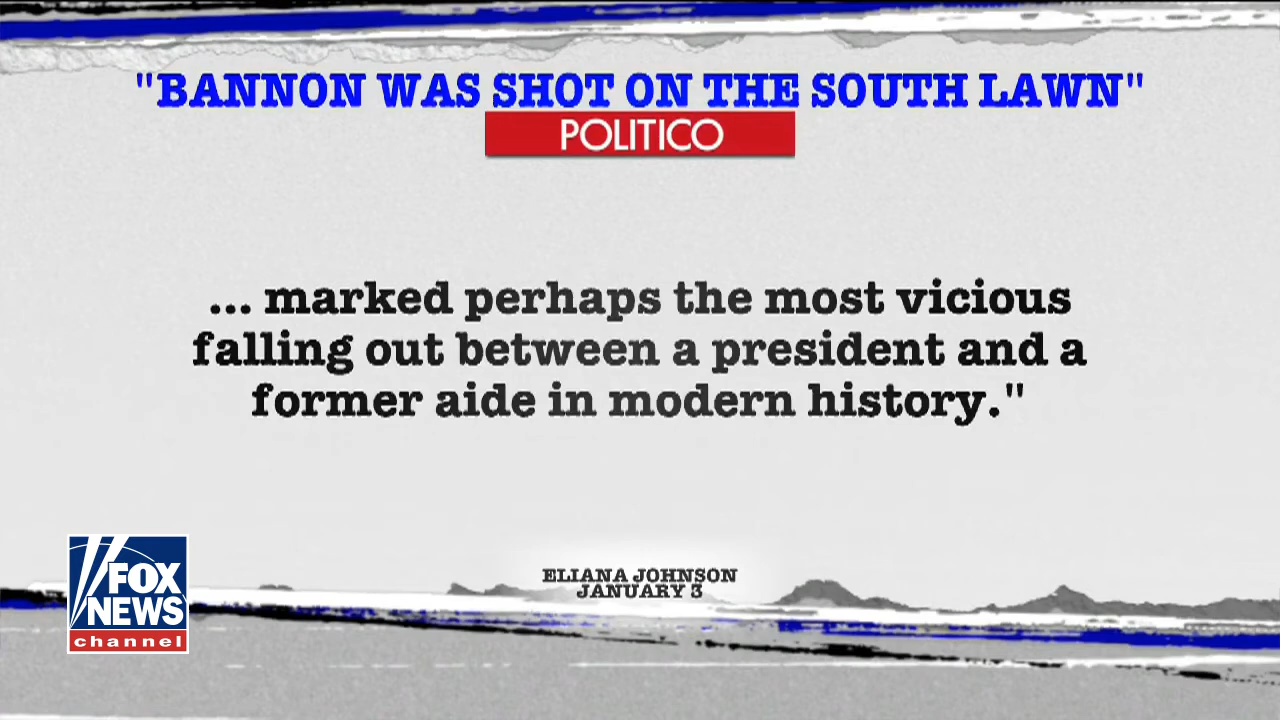 "BANNON WAS SHOT ON THE SOUTH LAWN"
POLITICO
... marked perhaps the most vicious
falling out between a president and a
former aide in modern history."
ELIANA JOHNSON
JANUARY 3
FOX
NEWS
channel